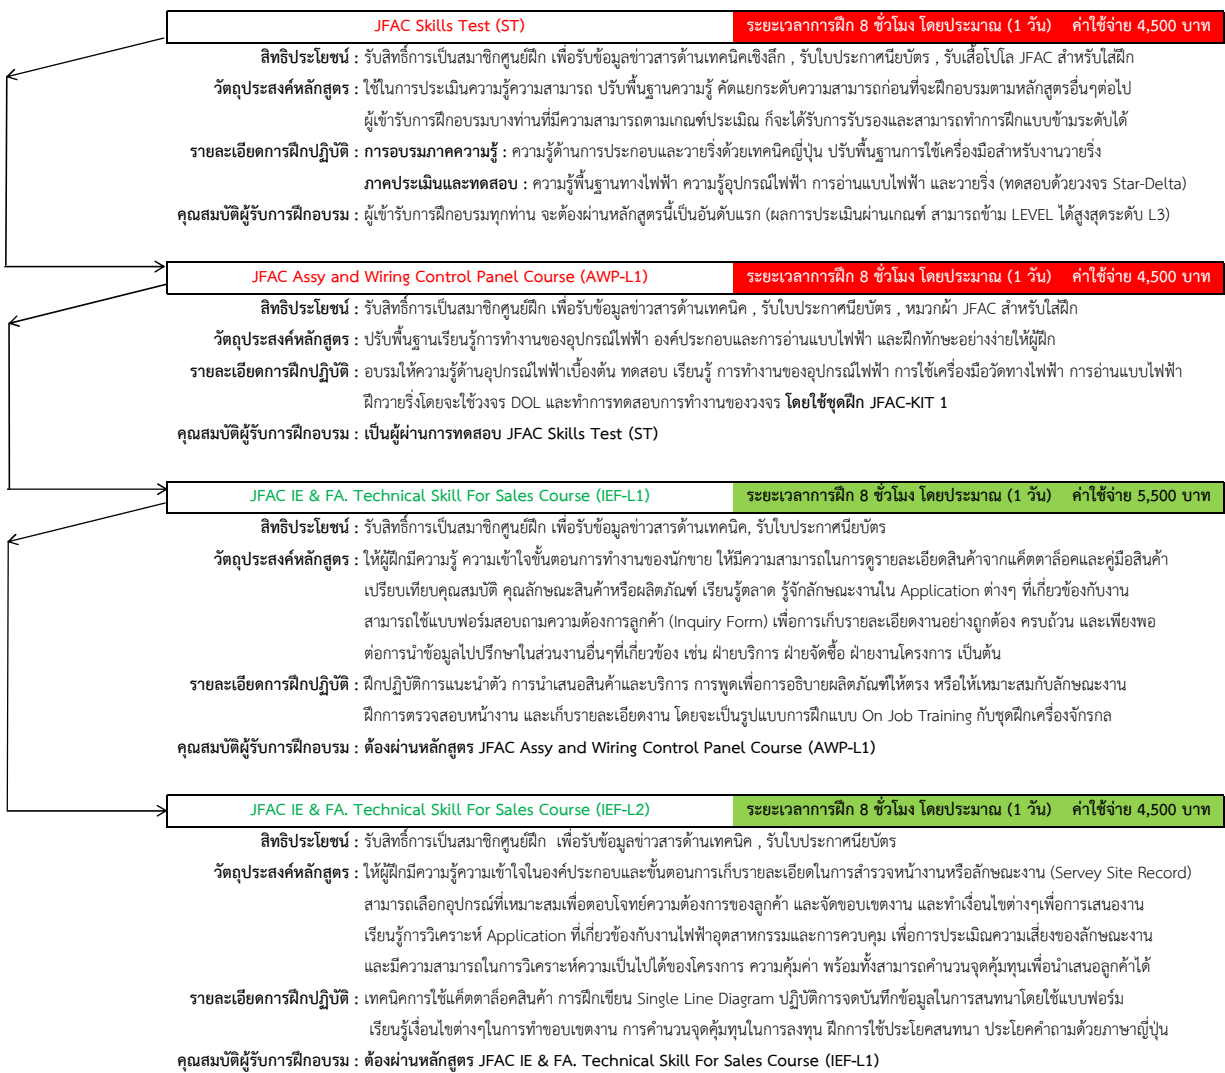 JFAC Skills Test (ST) ระยะเวลาการฝึก 8 ชั่วโมง โดยประมาณ (1 วัน) ค่าใช้จ่าย 4,500 บาท
สิทธิประโยชน์ : รับสิทธิ์การเป็นสมาชิกศูนย์ฝึก เพื่อรับข้อมูลข่าวสารด้านเทคนิคเชิงลึก , รับใบประกาศนียบัตร , รับเสื้อโปโล JFAC สำหรับใส่ฝึก
วัตถุประสงค์หลักสูตร : ใช้ในการประเมินความรู้ความสามารถ ปรับพื้นฐานความรู้ คัดแยกระดับความสามารถก่อนที่จะฝึกอบรมตามหลักสูตรอื่นๆต่อไป
ผู้เข้ารับการฝึกอบรมบางท่านที่มีความสามารถตามเกณฑ์ประเมิณ ก็จะได้รับการรับรองและสามารถทำการฝึกแบบข้ามระดับได้
รายละเอียดการฝึกปฏิบัติ : การอบรมภาคความรู้ : ความรู้ด้านการประกอบและวายริ่งด้วยเทคนิคญี่ปุ่น ปรับพื้นฐานการใช้เครื่องมือสำหรับงานวายริ่ง
ภาคประเมินและทดสอบ : ความรู้พื้นฐานทางไฟฟ้า ความรู้อุปกรณ์ไฟฟ้า การอ่านแบบไฟฟ้า และวายริ่ง (ทดสอบด้วยวงจร Star-Delta)
คุณสมบัติผู้รับการฝึกอบรม : ผู้เข้ารับการฝึกอบรมทุกท่าน จะต้องผ่านหลักสูตรนี้เป็นอันดับแรก (ผลการประเมินผ่านเกณฑ์ สามารถข้าม LEVEL ได้สูงสุดระดับ L3)
JFAC Assy and Wiring Control Panel Course (AWP-L1) ระยะเวลาการฝึก 8 ชั่วโมง โดยประมาณ (1 วัน) ค่าใช้จ่าย 4,500 บาท
สิทธิประโยชน์ : รับสิทธิ์การเป็นสมาชิกศูนย์ฝึก เพื่อรับข้อมูลข่าวสารด้านเทคนิค , รับใบประกาศนียบัตร , หมวกผ้า JFAC สำหรับใส่ฝึก
วัตถุประสงค์หลักสูตร : ปรับพื้นฐานเรียนรู้การทำงานของอุปกรณ์ไฟฟ้า องค์ประกอบและการอ่านแบบไฟฟ้า และฝึกทักษะอย่างง่ายให้ผู้ฝึก
รายละเอียดการฝึกปฏิบัติ : อบรมให้ความรู้ด้านอุปกรณ์ไฟฟ้าเบื้องต้น ทดสอบ เรียนรู้ การทำงานของอุปกรณ์ไฟฟ้า การใช้เครื่องมือวัดทางไฟฟ้า การอ่านแบบไฟฟ้า
ฝึกวายริ่งโดยจะใช้วงจร DOL และทำการทดสอบการทำงานของวงจร โดยใช้ชุดฝึก JFAC-KIT 1
คุณสมบัติผู้รับการฝึกอบรม : เป็นผู้ผ่านการทดสอบ JFAC Skills Test (ST)
JFAC IE & FA. Technical Skill For Sales Course (IEF-L1) ระยะเวลาการฝึก 8 ชั่วโมง โดยประมาณ (1 วัน) ค่าใช้จ่าย 5,500 บาท
สิทธิประโยชน์ : รับสิทธิ์การเป็นสมาชิกศูนย์ฝึก เพื่อรับข้อมูลข่าวสารด้านเทคนิค, รับใบประกาศนียบัตร
วัตถุประสงค์หลักสูตร : ให้ผู้ฝึกมีความรู้ ความเข้าใจขั้นตอนการทำงานของนักขาย ให้มีความสามารถในการดูรายละเอียดสินค้าจากแค็ตตาล็อคและคู่มือสินค้า
เปรียบเทียบคุณสมบัติ คุณลักษณะสินค้าหรือผลิตภัณฑ์ เรียนรู้ตลาด รู้จักลักษณะงานใน Application ต่างๆ ที่เกี่ยวข้องกับงาน
สามารถใช้แบบฟอร์มสอบถามความต้องการลูกค้า (Inquiry Form) เพื่อการเก็บรายละเอียดงานอย่างถูกต้อง ครบถ้วน และเพียงพอ
ต่อการนำข้อมูลไปปรึกษาในส่วนงานอื่นๆที่เกี่ยวข้อง เช่น ฝ่ายบริการ ฝ่ายจัดซื้อ ฝ่ายงานโครงการ เป็นต้น
รายละเอียดการฝึกปฏิบัติ : ฝึกปฏิบัติการแนะนำตัว การนำเสนอสินค้าและบริการ การพูดเพื่อการอธิบายผลิตภัณฑ์ให้ตรง หรือให้เหมาะสมกับลักษณะงาน
ฝึกการตรวจสอบหน้างาน และเก็บรายละเอียดงาน โดยจะเป็นรูปแบบการฝึกแบบ On Job Training กับชุดฝึกเครื่องจักรกล
คุณสมบัติผู้รับการฝึกอบรม : ต้องผ่านหลักสูตร JFAC Assy and Wiring Control Panel Course (AWP-L1)
JFAC IE & FA. Technical Skill For Sales Course (IEF-L2) ระยะเวลาการฝึก 8 ชั่วโมง โดยประมาณ (1 วัน) ค่าใช้จ่าย 4,500 บาท
สิทธิประโยชน์ : รับสิทธิ์การเป็นสมาชิกศูนย์ฝึก เพื่อรับข้อมูลข่าวสารด้านเทคนิค , รับใบประกาศนียบัตร
วัตถุประสงค์หลักสูตร : ให้ผู้ฝึกมีความรู้ความเข้าใจในองค์ประกอบและขั้นตอนการเก็บรายละเอียดในการสำรวจหน้างานหรือลักษณะงาน (Servey Site Record)
สามารถเลือกอุปกรณ์ที่เหมาะสมเพื่อตอบโจทย์ความต้องการของลูกค้า และจัดขอบเขตงาน และทำเงื่อนไขต่างๆเพื่อการเสนองาน
เรียนรู้การวิเคราะห์ Application ที่เกี่ยวข้องกับงานไฟฟ้าอุตสาหกรรมและการควบคุม เพื่อการประเมินความเสี่ยงของลักษณะงาน
และมีความสามารถในการวิเคราะห์ความเป็นไปได้ของโครงการ ความคุ้มค่า พร้อมทั้งสามารถคำนวนจุดคุ้มทุนเพื่อนำเสนอลูกค้าได้
รายละเอียดการฝึกปฏิบัติ : เทคนิคการใช้แค็ตตาล็อคสินค้า การฝึกเขียน Single Line Diagram ปฏิบัติการจดบันทึกข้อมูลในการสนทนาโดยใช้แบบฟอร์ม
เรียนรู้เงื่อนไขต่างๆในการทำขอบเขตงาน การคำนวนจุดคุ้มทุนในการลงทุน ฝึกการใช้ประโยคสนทนา ประโยคคำถามด้วยภาษาญี่ปุ่น
คุณสมบัติผู้รับการฝึกอบรม : ต้องผ่านหลักสูตร JFAC IE & FA. Technical Skill For Sales Course (IEF-L1)